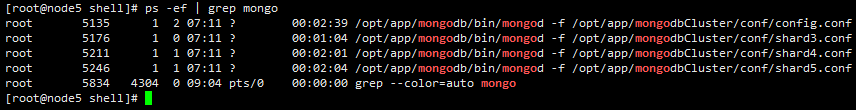 [root@node5 shell]# ps -ef | grep mongo
root 5135 1 2 07:11 ? 00:02:39 /opt/app/mongodb/bin/mongod -f /opt/app/mongodbCluster/conf/config.conf
root 5176 1 0 07:11 ? 00:01:04 /opt/app/mongodb/bin/mongod -f /opt/app/mongodbCluster/conf/shard3.conf
root 5211 1 1 07:11 ? 00:02:01 /opt/app/mongodb/bin/mongod -f /opt/app/mongodbCluster/conf/shard4.conf
root 5246 1 1 07:11 ? 00:02:04 /opt/app/mongodb/bin/mongod -f /opt/app/mongodbCluster/conf/shard5.conf
root 5834 4304 0 09:04 pts/0 00:00:00 grep --color=auto mongo
[root@node5 shell]#